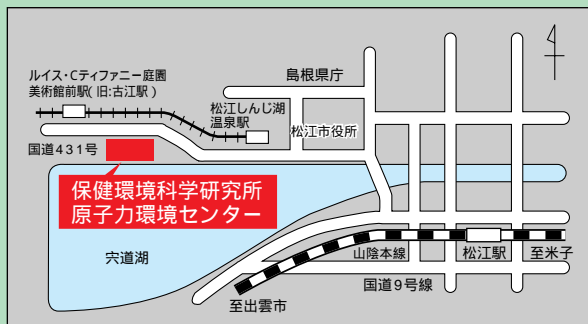 ルイス・Cティファニー庭園
美術館前駅(旧:古江駅)
島根県庁
松江しんじ湖
温泉駅
松江市役所
国道431号
保健環境科学研究所
原子力環境センター
宍道湖
山陰本線
松江駅
至米子
国道9号線
至出雲市